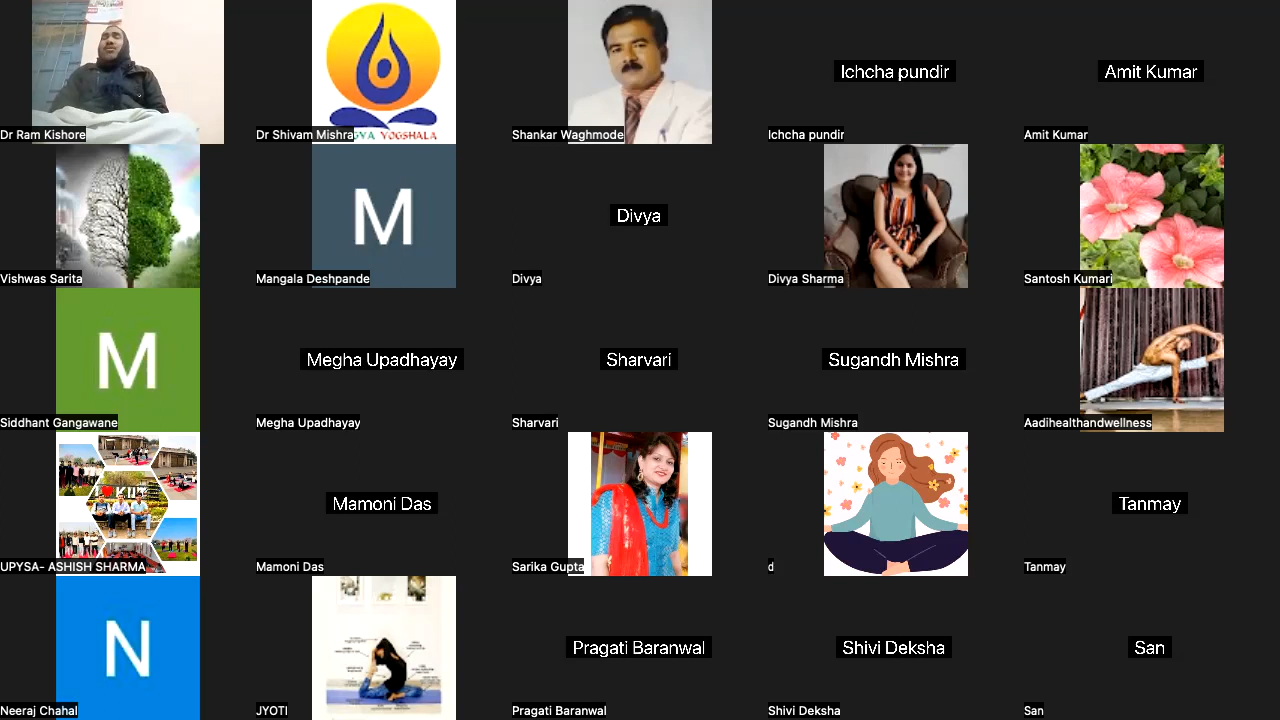 Dr Ram Kishore
GYA YOGSHALA
Dr Shivam Mishra
Shankar Waghmode
Ichcha pundir
Ichcha pundir
Amit Kumar
Amit Kumar
Vishwas Sarita
M
Mangala Deshpande
Divya
Divya
Divya Sharma
Santosh Kumari
M
Siddhant Gangawane
Megha Upadhayay
Megha Upadhayay
Sharvari
Sharvari
Sugandh Mishra
Sugandh Mishra
Aadihealthandwellness
UPYSA- ASHISH SHARMA
Mamoni Das
Mamoni Das
Sarika Gupta
d
Tanmay
Tanmay
N
Neeraj Chahal
JYOTI
Pragati Baranwal
Pragati Baranwal
Shivi Deksha
Shivi Deksha
San
San